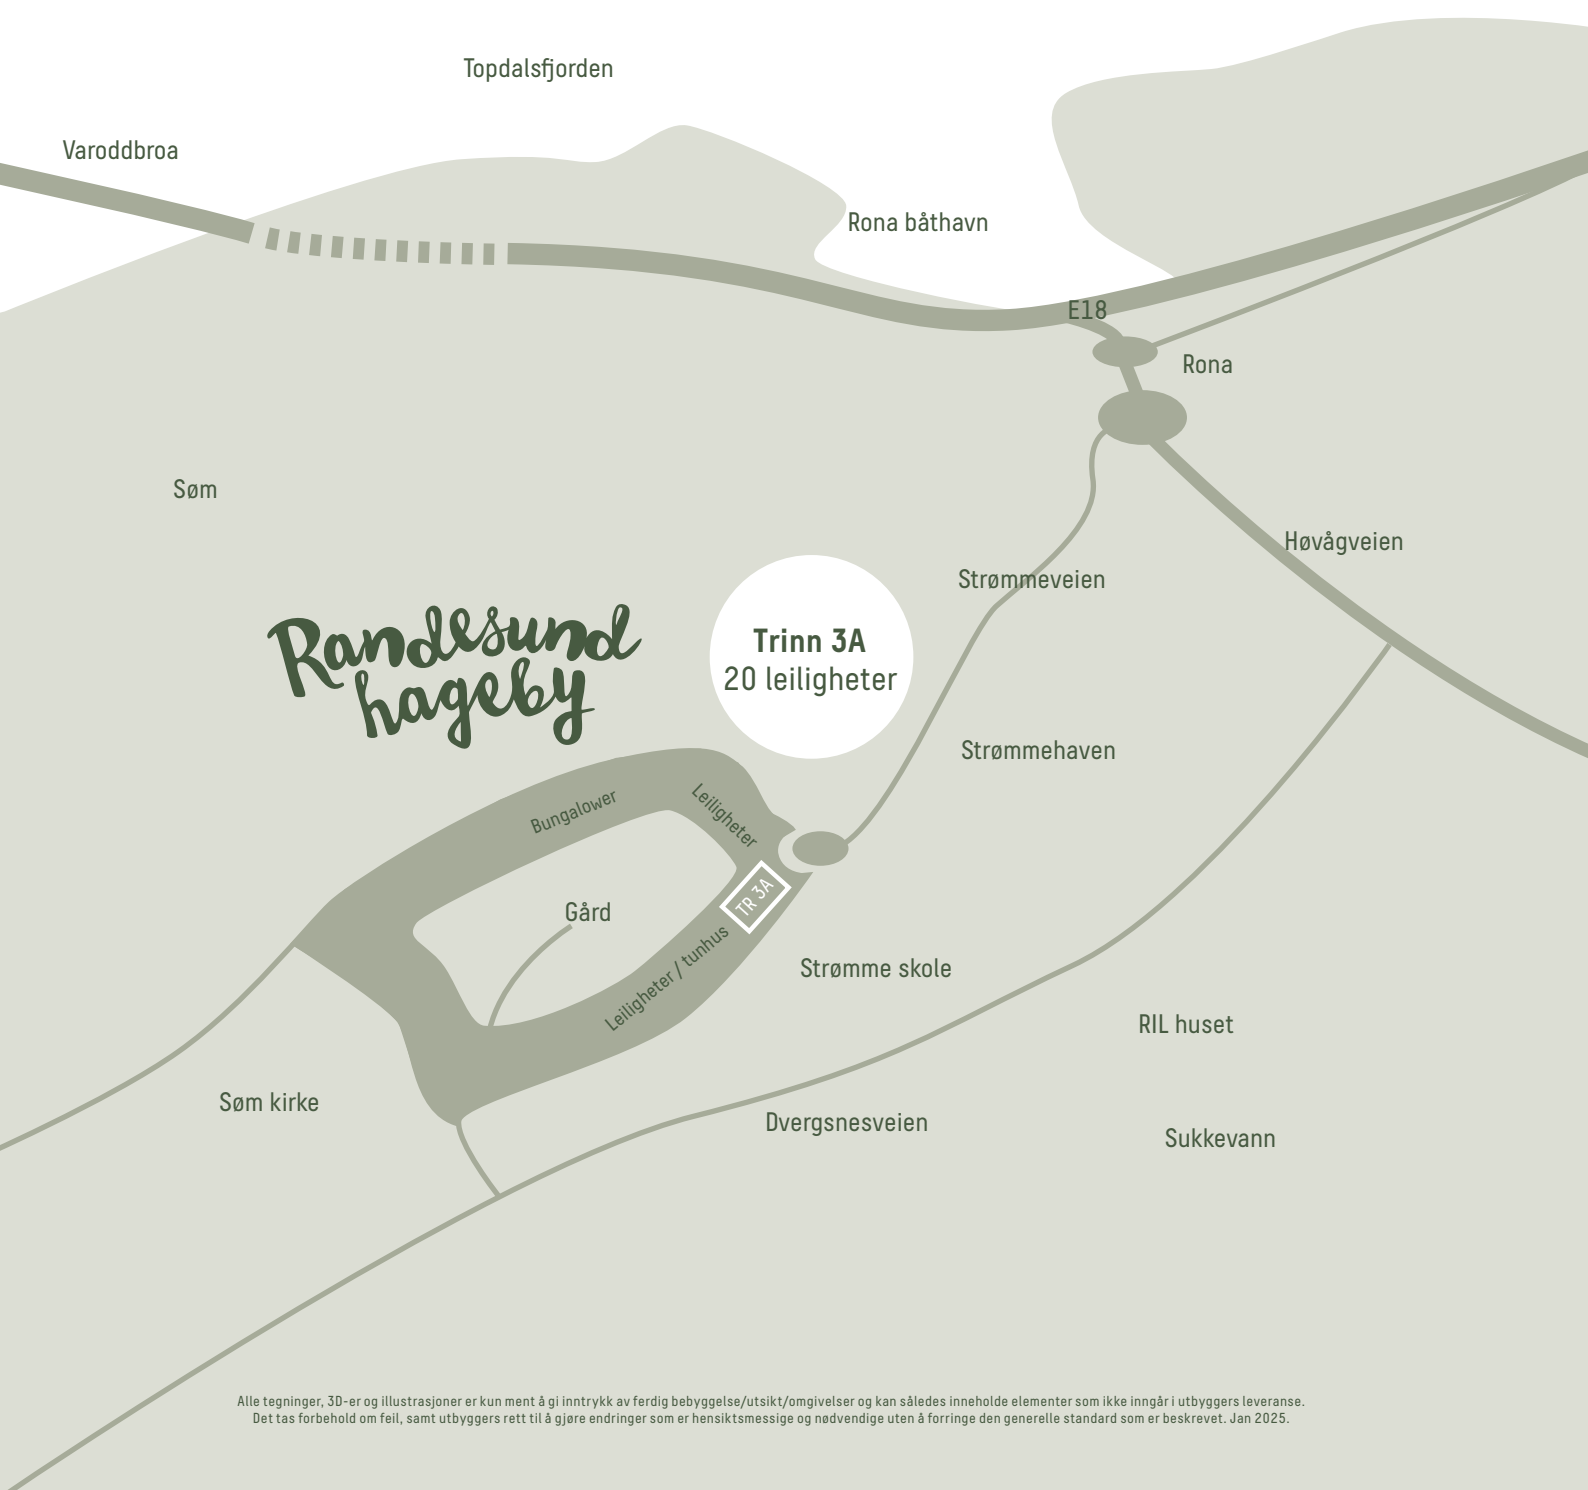 Topdalsfjorden
Varoddbroa
Rona båthavn
E18
Rona
Søm
Høvågveien
Strømmeveien
Randesund
hageby
Trinn 3A
20 leiligheter
Strømmehaven
Bungalower
Leiligheter
TR 3A
Gård
Leiligheter / tunhus
Strømme skole
RIL huset
Søm kirke
Dvergsnesveien
Sukkevann
Alle tegninger, 3D-er og illustrasjoner er kun ment å gi inntrykk av ferdig bebyggelse/utsikt/omgivelser og kan således inneholde elementer som ikke inngår i utbyggers leveranse.
Det tas forbehold om feil, samt utbyggers rett til å gjøre endringer som er hensiktsmessige og nødvendige uten å forringe den generelle standard som er beskrevet. Jan 2025.